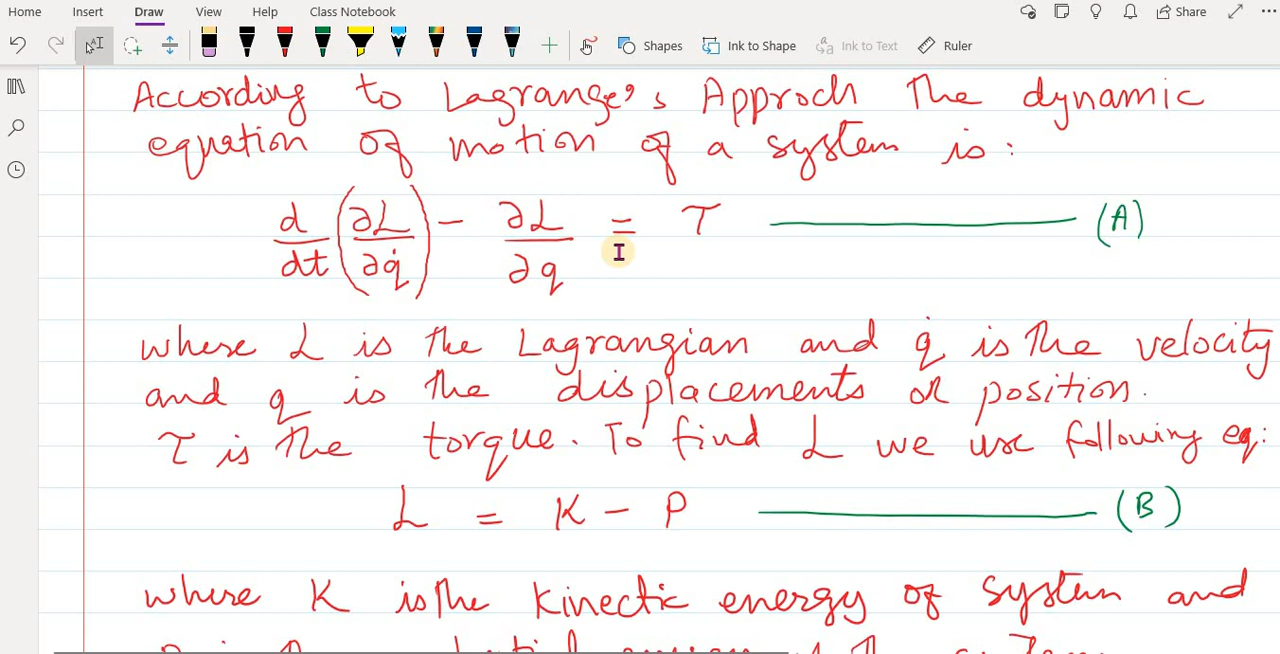 Home Insert Draw View Help Class Notebook Share
Shapes Ink to Shape Ink to Text Ruler
According to Lagrange's Approch The dynamic
equation of motion of a system is :
d/dt (∂L/∂q̇) - ∂L/∂q = τ (A)
where L is the Lagrangian and q̇ is The velocity
and q is the displacements or position.
τ is the torque. To find L we use following eq:
L = K - P (B)
where K is the Kinectic energy of system and